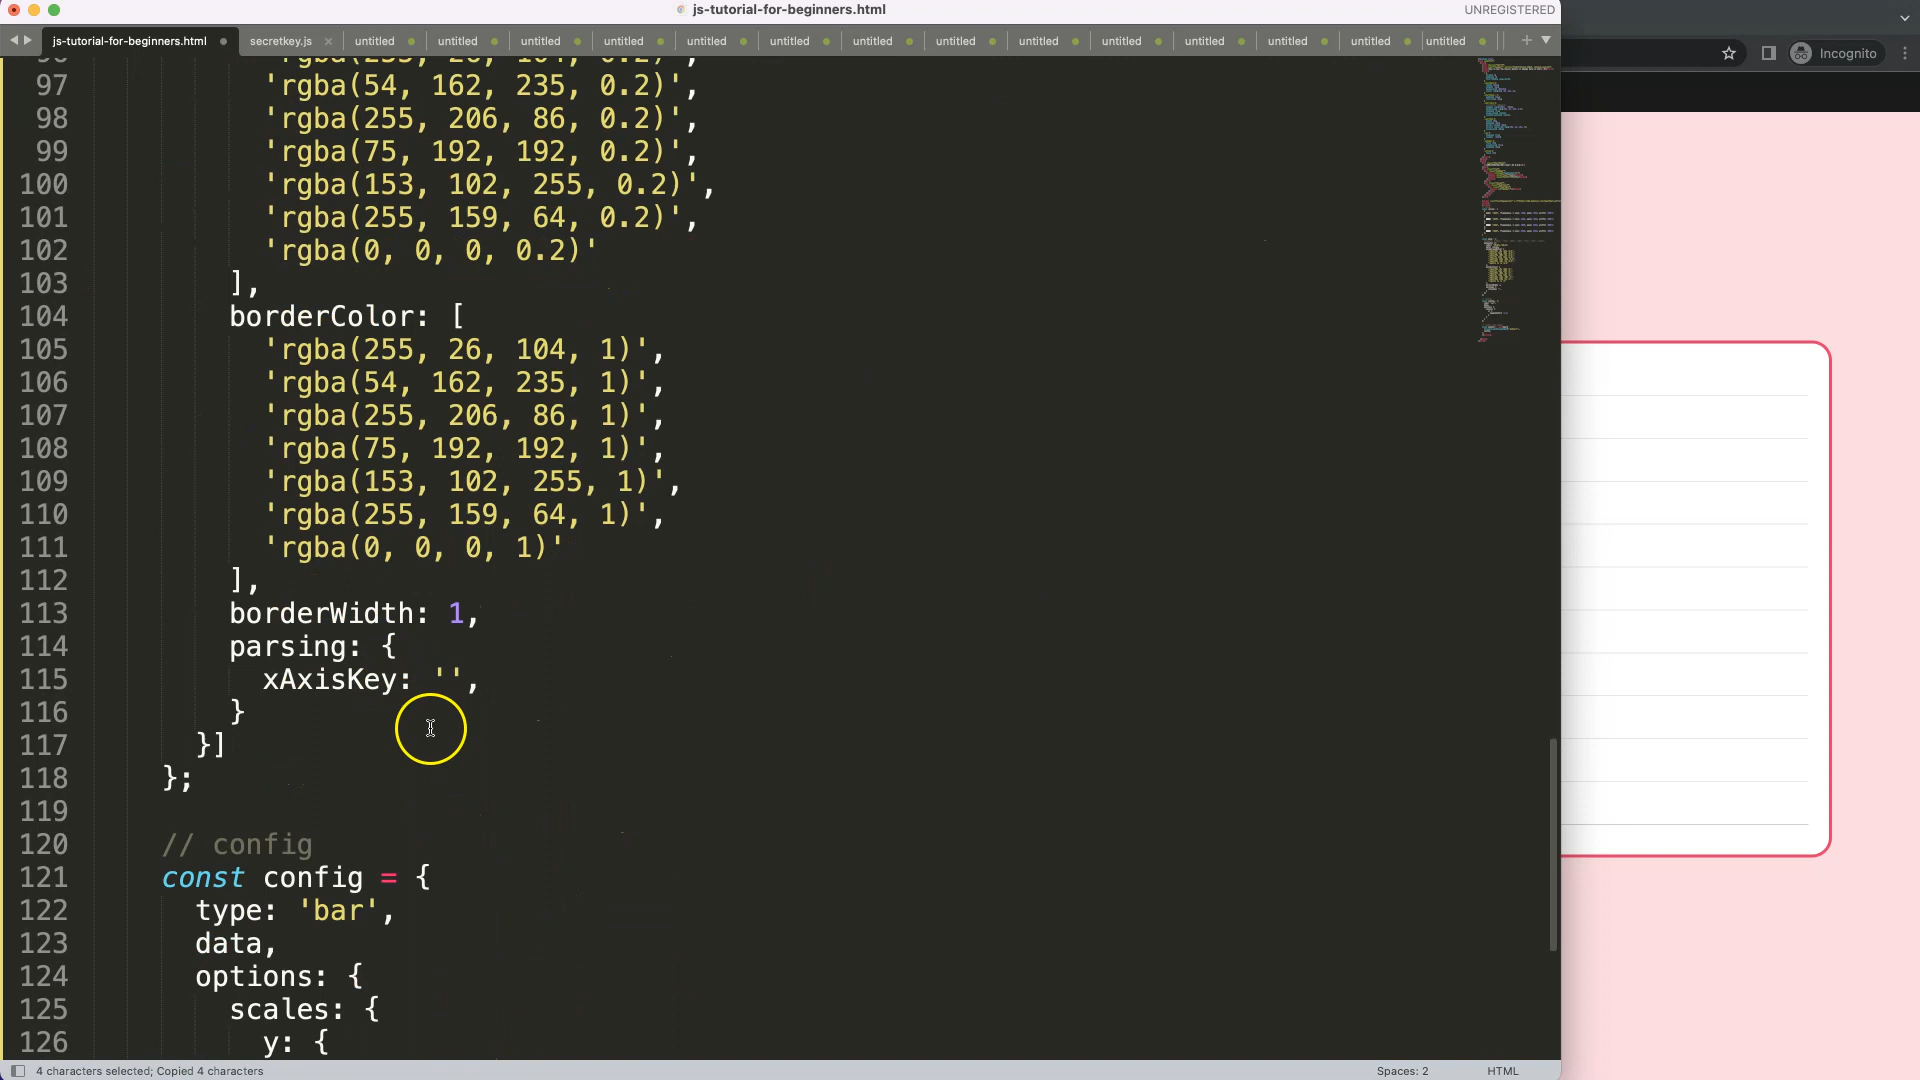 js-tutorial-for-beginners.html
UNREGISTERED
js-tutorial-for-beginners.html
secretkey.js
untitled
untitled
untitled
untitled
untitled
untitled
untitled
untitled
untitled
untitled
untitled
untitled
untitled
untitled
Incognito
97 'rgba(54, 162, 235, 0.2)',
98 'rgba(255, 206, 86, 0.2)',
99 'rgba(75, 192, 192, 0.2)',
100 'rgba(153, 102, 255, 0.2)',
101 'rgba(255, 159, 64, 0.2)',
102 'rgba(0, 0, 0, 0.2)'
103 ],
104 borderColor: [
105 'rgba(255, 26, 104, 1)',
106 'rgba(54, 162, 235, 1)',
107 'rgba(255, 206, 86, 1)',
108 'rgba(75, 192, 192, 1)',
109 'rgba(153, 102, 255, 1)',
110 'rgba(255, 159, 64, 1)',
111 'rgba(0, 0, 0, 1)'
112 ],
113 borderWidth: 1,
114 parsing: {
115 xAxisKey: '',
116 }
117 }]
118 };
119
120 // config
121 const config = {
122 type: 'bar',
123 data,
124 options: {
125 scales: {
126 y: {
4 characters selected; Copied 4 characters
Spaces: 2
HTML